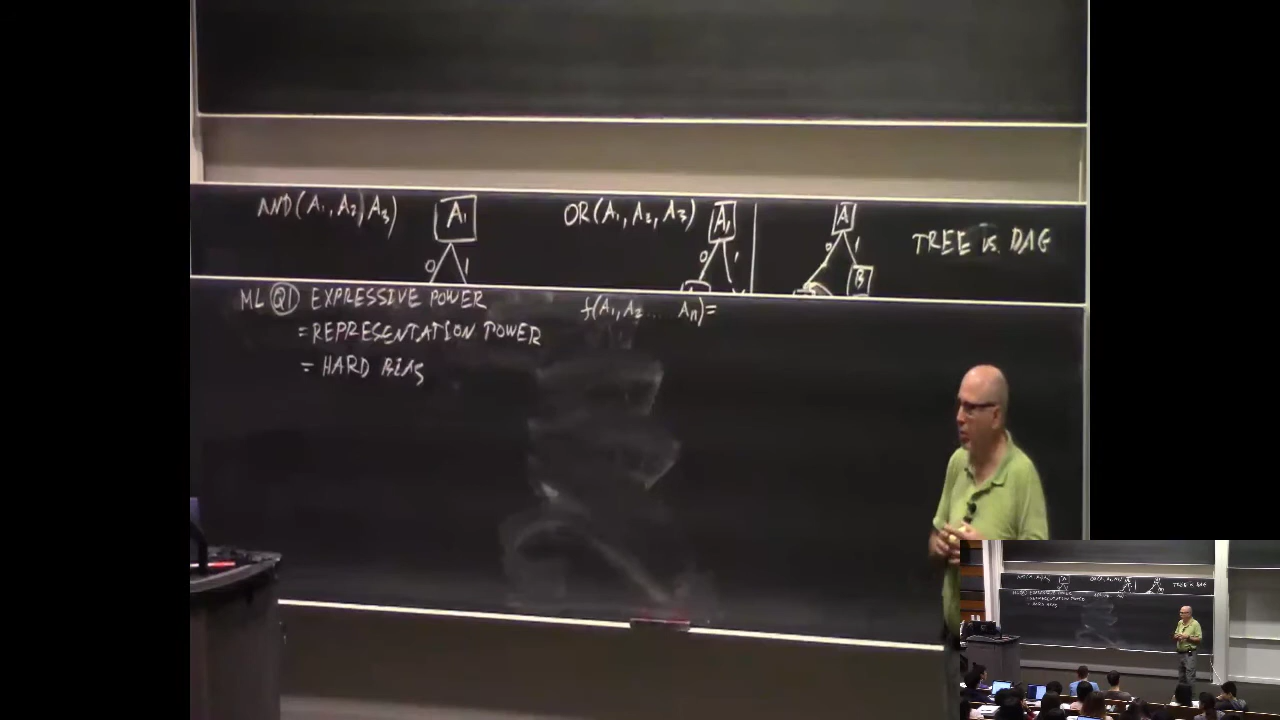 AND(A₁, A₂, A₃)
A₁
0 1
OR(A₁, A₂, A₃)
A₁
0 1
A
0 1
B
TREE vs. DAG
ML Q1 EXPRESSIVE POWER
= REPRESENTATION POWER
= HARD BIAS
f(A₁, A₂ ... Aₙ) =